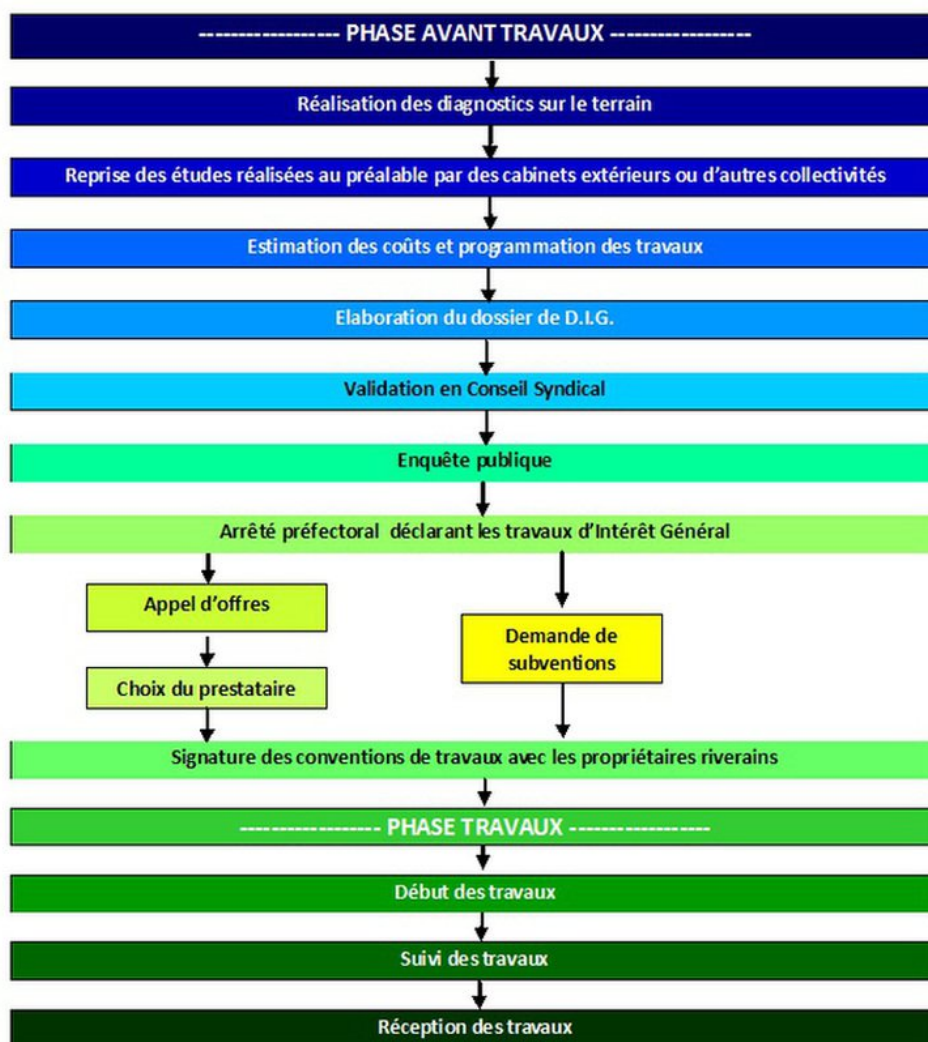 ------------------ PHASE AVANT TRAVAUX ------------------
Réalisation des diagnostics sur le terrain
Reprise des études réalisées au préalable par des cabinets extérieurs ou d'autres collectivités
Estimation des coûts et programmation des travaux
Elaboration du dossier de D.I.G.
Validation en Conseil Syndical
Enquête publique
Arrêté préfectoral déclarant les travaux d'Intérêt Général
Appel d'offres
Choix du prestataire
Demande de
subventions
Signature des conventions de travaux avec les propriétaires riverains
------------------ PHASE TRAVAUX ------------------
Début des travaux
Suivi des travaux
Réception des travaux